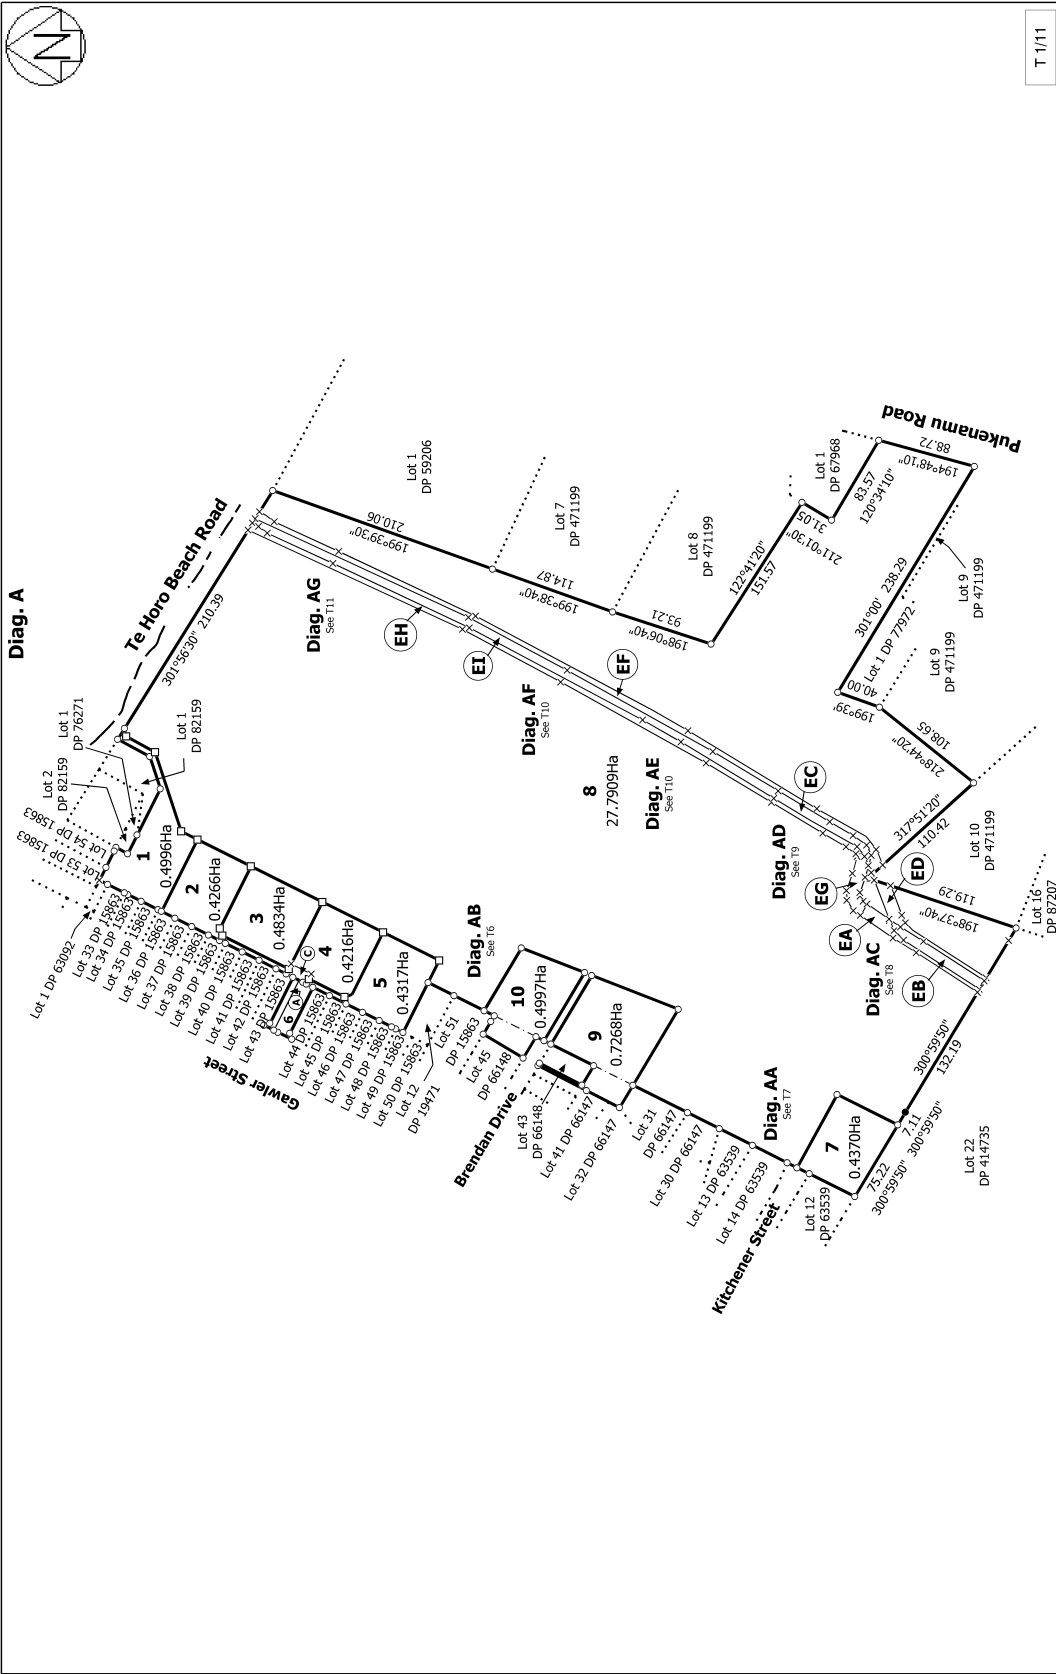 Diag. A
N
T 1/11
Te Horo Beach Road
301°56'30" 210.39
Lot 1
DP 76271
Lot 2
DP 82159
Lot 1
DP 82159
Lot 54 DP 15863
Lot 53 DP 15863
Lot 1 DP 63092
Lot 33 DP 15863
Lot 34 DP 15863
Lot 35 DP 15863
Lot 36 DP 15863
Lot 37 DP 15863
Lot 38 DP 15863
Lot 39 DP 15863
Lot 40 DP 15863
Lot 41 DP 15863
Lot 42 DP 15863
Lot 43 DP 15863
Gawler Street
Lot 44 DP 15863
Lot 45 DP 15863
Lot 46 DP 15863
Lot 47 DP 15863
Lot 48 DP 15863
Lot 49 DP 15863
Lot 50 DP 15863
Lot 12
DP 19471
Lot 51
DP 15863
Lot 45
DP 66148
Brendan Drive
Lot 43
DP 66148
Lot 41 DP 66147
Lot 32 DP 66147
Lot 31
DP 66147
Lot 30 DP 66147
Lot 13 DP 63539
Lot 14 DP 63539
Kitchener Street
Lot 12
DP 63539
1
0.4996Ha
2
0.4266Ha
3
0.4834Ha
4
0.4216Ha
5
0.4317Ha
6
A
C
10
0.4997Ha
9
0.7268Ha
7
0.4370Ha
8
27.7909Ha
Diag. AB
See T6
Diag. AA
See T7
Diag. AC
See T8
Diag. AD
See T9
Diag. AE
See T10
Diag. AF
See T10
Diag. AG
See T11
EH
EI
EF
EC
EG
EA
ED
EB
199°39'30"
210.06
Lot 1
DP 59206
199°38'40"
114.87
Lot 7
DP 471199
198°06'40"
93.21
Lot 8
DP 471199
122°41'20"
151.57
211°01'30"
31.05
Lot 1
DP 67968
83.57
120°34'10"
Pukenamu Road
194°48'10"
88.72
301°00' 238.29
Lot 1 DP 77972
Lot 9
DP 471199
199°39'
40.00
Lot 9
DP 471199
218°44'20"
108.65
317°51'20"
110.42
Lot 10
DP 471199
198°37'40"
119.29
Lot 16
DP 87207
300°59'50"
132.19
7.11
300°59'50"
75.22
300°59'50"
Lot 22
DP 414735